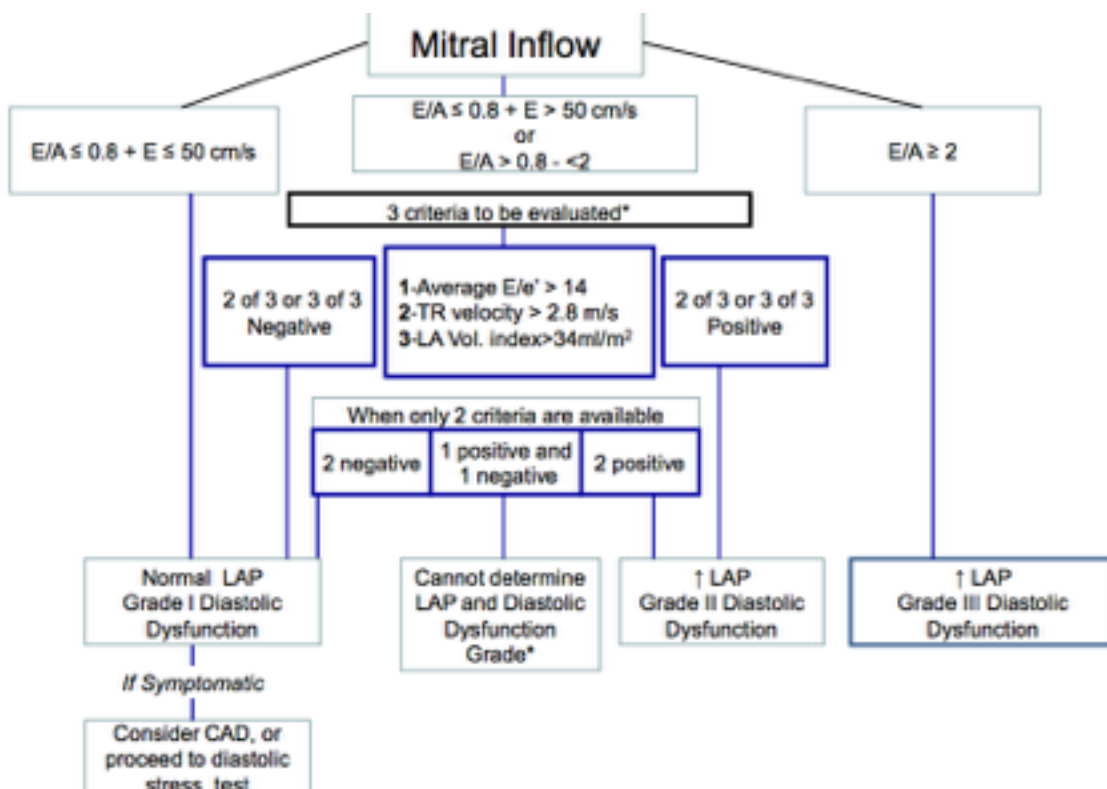 Mitral Inflow
E/A ≤ 0.8 + E ≤ 50 cm/s
E/A ≤ 0.8 + E > 50 cm/s
or
E/A > 0.8 - <2
E/A ≥ 2
3 criteria to be evaluated*
2 of 3 or 3 of 3
Negative
1-Average E/e' > 14
2-TR velocity > 2.8 m/s
3-LA Vol. index>34ml/m²
2 of 3 or 3 of 3
Positive
When only 2 criteria are available
2 negative
1 positive and
1 negative
2 positive
Normal LAP
Grade I Diastolic
Dysfunction
Cannot determine
LAP and Diastolic
Dysfunction
Grade*
↑ LAP
Grade II Diastolic
Dysfunction
↑ LAP
Grade III Diastolic
Dysfunction
If Symptomatic
Consider CAD, or
proceed to diastolic
stress test